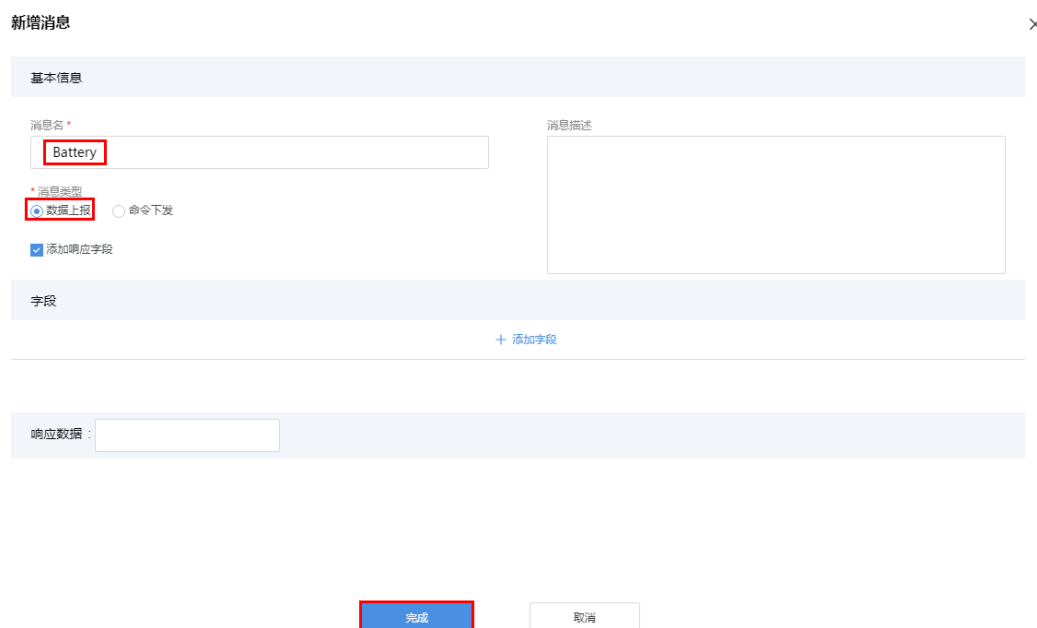 新增消息
基本信息
消息名 *
消息描述
Battery
* 消息类型
数据上报 命令下发
添加响应字段
字段
+ 添加字段
响应数据 :
完成 取消